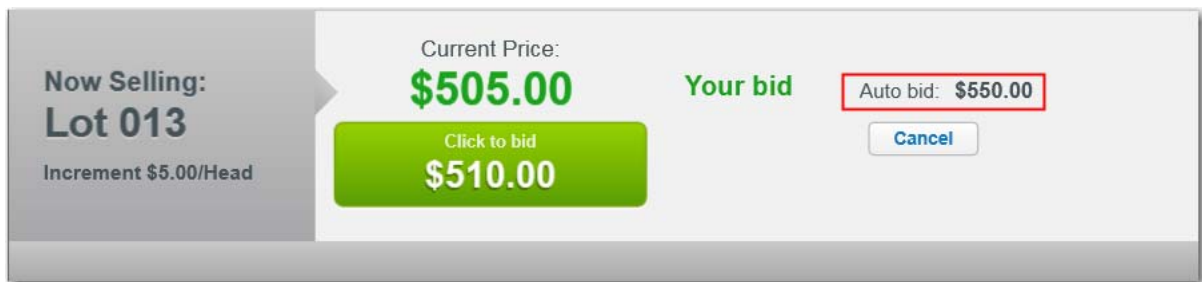 Now Selling:
Lot 013
Increment $5.00/Head
Current Price:
$505.00
Click to bid
$510.00
Your bid
Auto bid: $550.00
Cancel